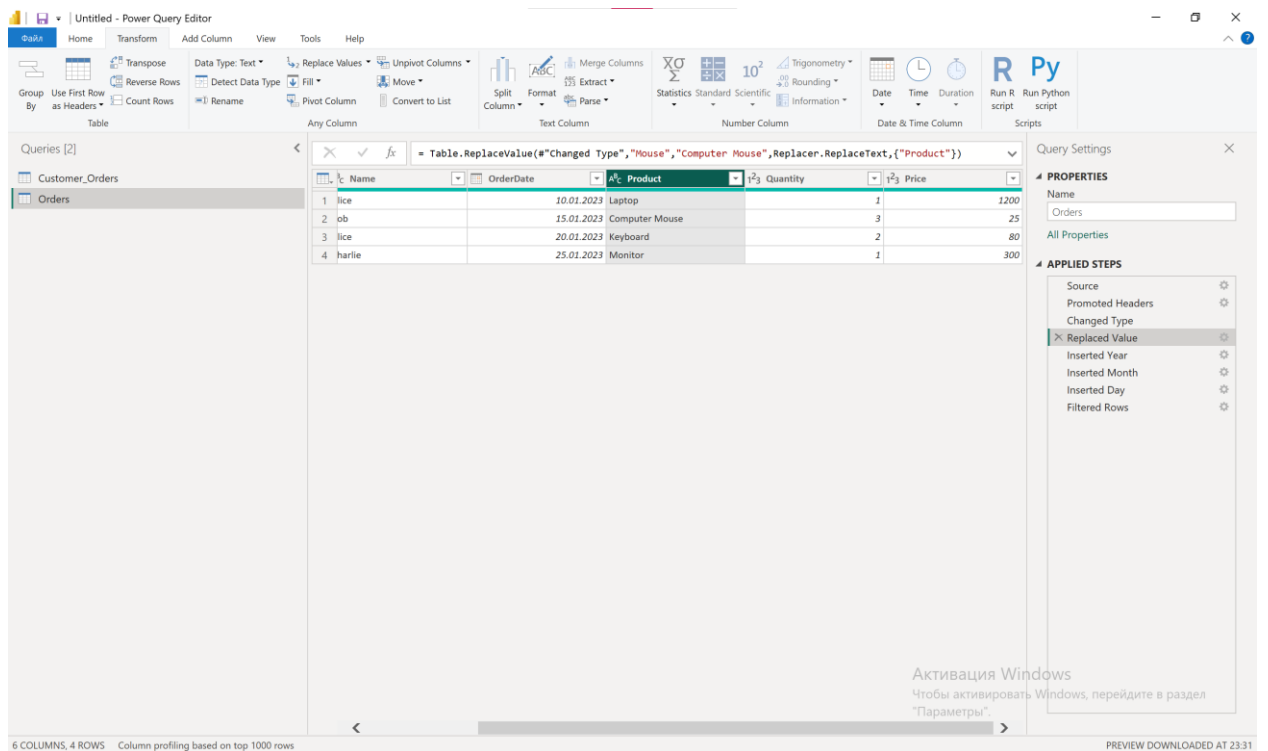 Untitled - Power Query Editor
Файл Home Transform Add Column View Tools Help
Group By
Use First Row as Headers
Transpose
Reverse Rows
Count Rows
Table
Data Type: Text
Detect Data Type
Rename
Replace Values
Fill
Pivot Column
Unpivot Columns
Move
Convert to List
Any Column
Split Column
Format
Merge Columns
Extract
Parse
Text Column
Statistics
Standard
Scientific
Trigonometry
Rounding
Information
Number Column
Date
Time
Duration
Date & Time Column
Run R script
Run Python script
Scripts
Queries [2]
Customer_Orders
Orders
= Table.ReplaceValue(#"Changed Type","Mouse","Computer Mouse",Replacer.ReplaceText,{"Product"})
Name OrderDate Product Quantity Price
1 lice 10.01.2023 Laptop 1 1200
2 ob 15.01.2023 Computer Mouse 3 25
3 lice 20.01.2023 Keyboard 2 80
4 harlie 25.01.2023 Monitor 1 300
Query Settings
PROPERTIES
Name
Orders
All Properties
APPLIED STEPS
Source
Promoted Headers
Changed Type
Replaced Value
Inserted Year
Inserted Month
Inserted Day
Filtered Rows
Активация Windows
Чтобы активировать Windows, перейдите в раздел
"Параметры".
6 COLUMNS, 4 ROWS Column profiling based on top 1000 rows
PREVIEW DOWNLOADED AT 23:31